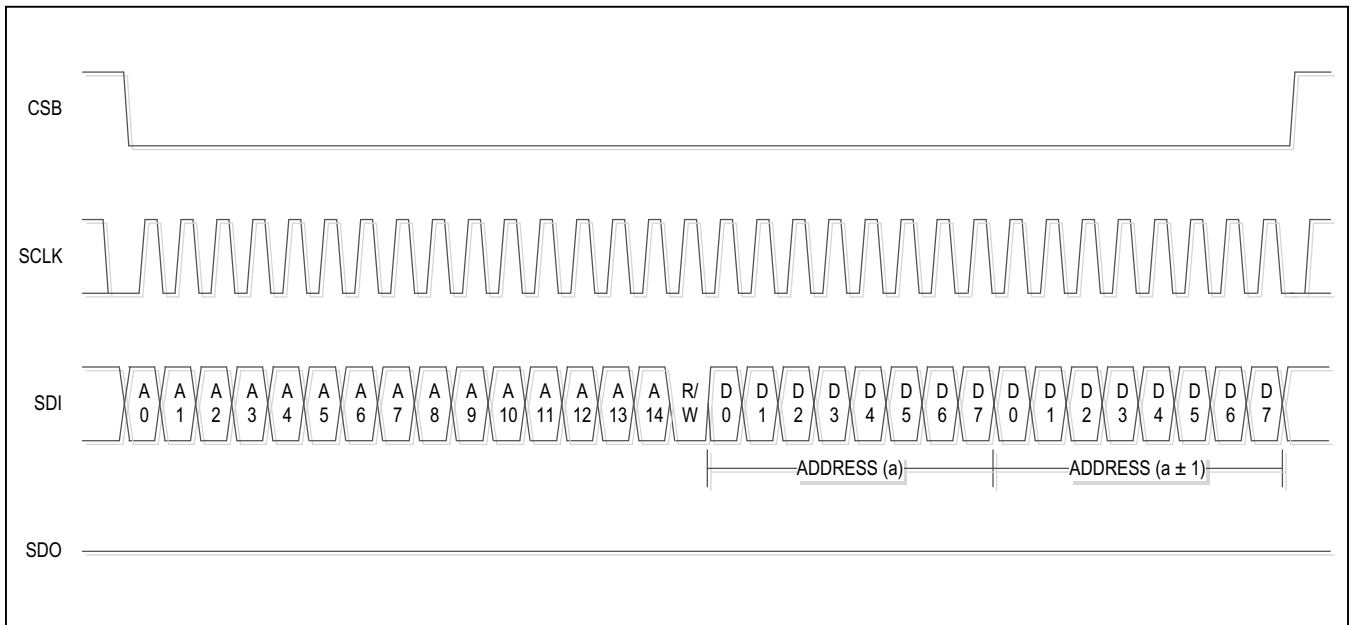 CSB
SCLK
SDI
A A A A A A A A A A A A A A A R/ D D D D D D D D D D D D D D D D
0 1 2 3 4 5 6 7 8 9 10 11 12 13 14 W 0 1 2 3 4 5 6 7 0 1 2 3 4 5 6 7
ADDRESS (a) ADDRESS (a ± 1)
SDO